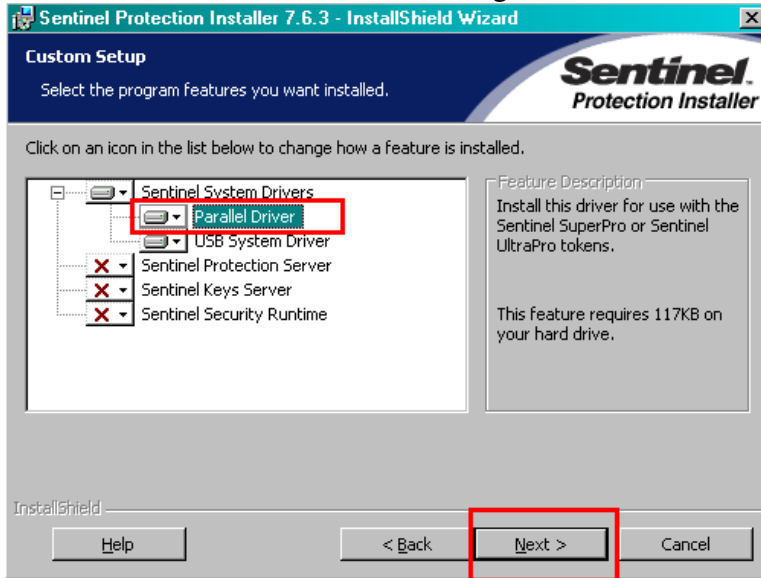 Sentinel Protection Installer 7.6.3 - InstallShield Wizard
Custom Setup
Select the program features you want installed.
Sentinel.
Protection Installer
Click on an icon in the list below to change how a feature is installed.
Sentinel System Drivers
Parallel Driver
USB System Driver
Sentinel Protection Server
Sentinel Keys Server
Sentinel Security Runtime
Feature Description
Install this driver for use with the
Sentinel SuperPro or Sentinel
UltraPro tokens.
This feature requires 117KB on
your hard drive.
InstallShield
Help
< Back
Next >
Cancel